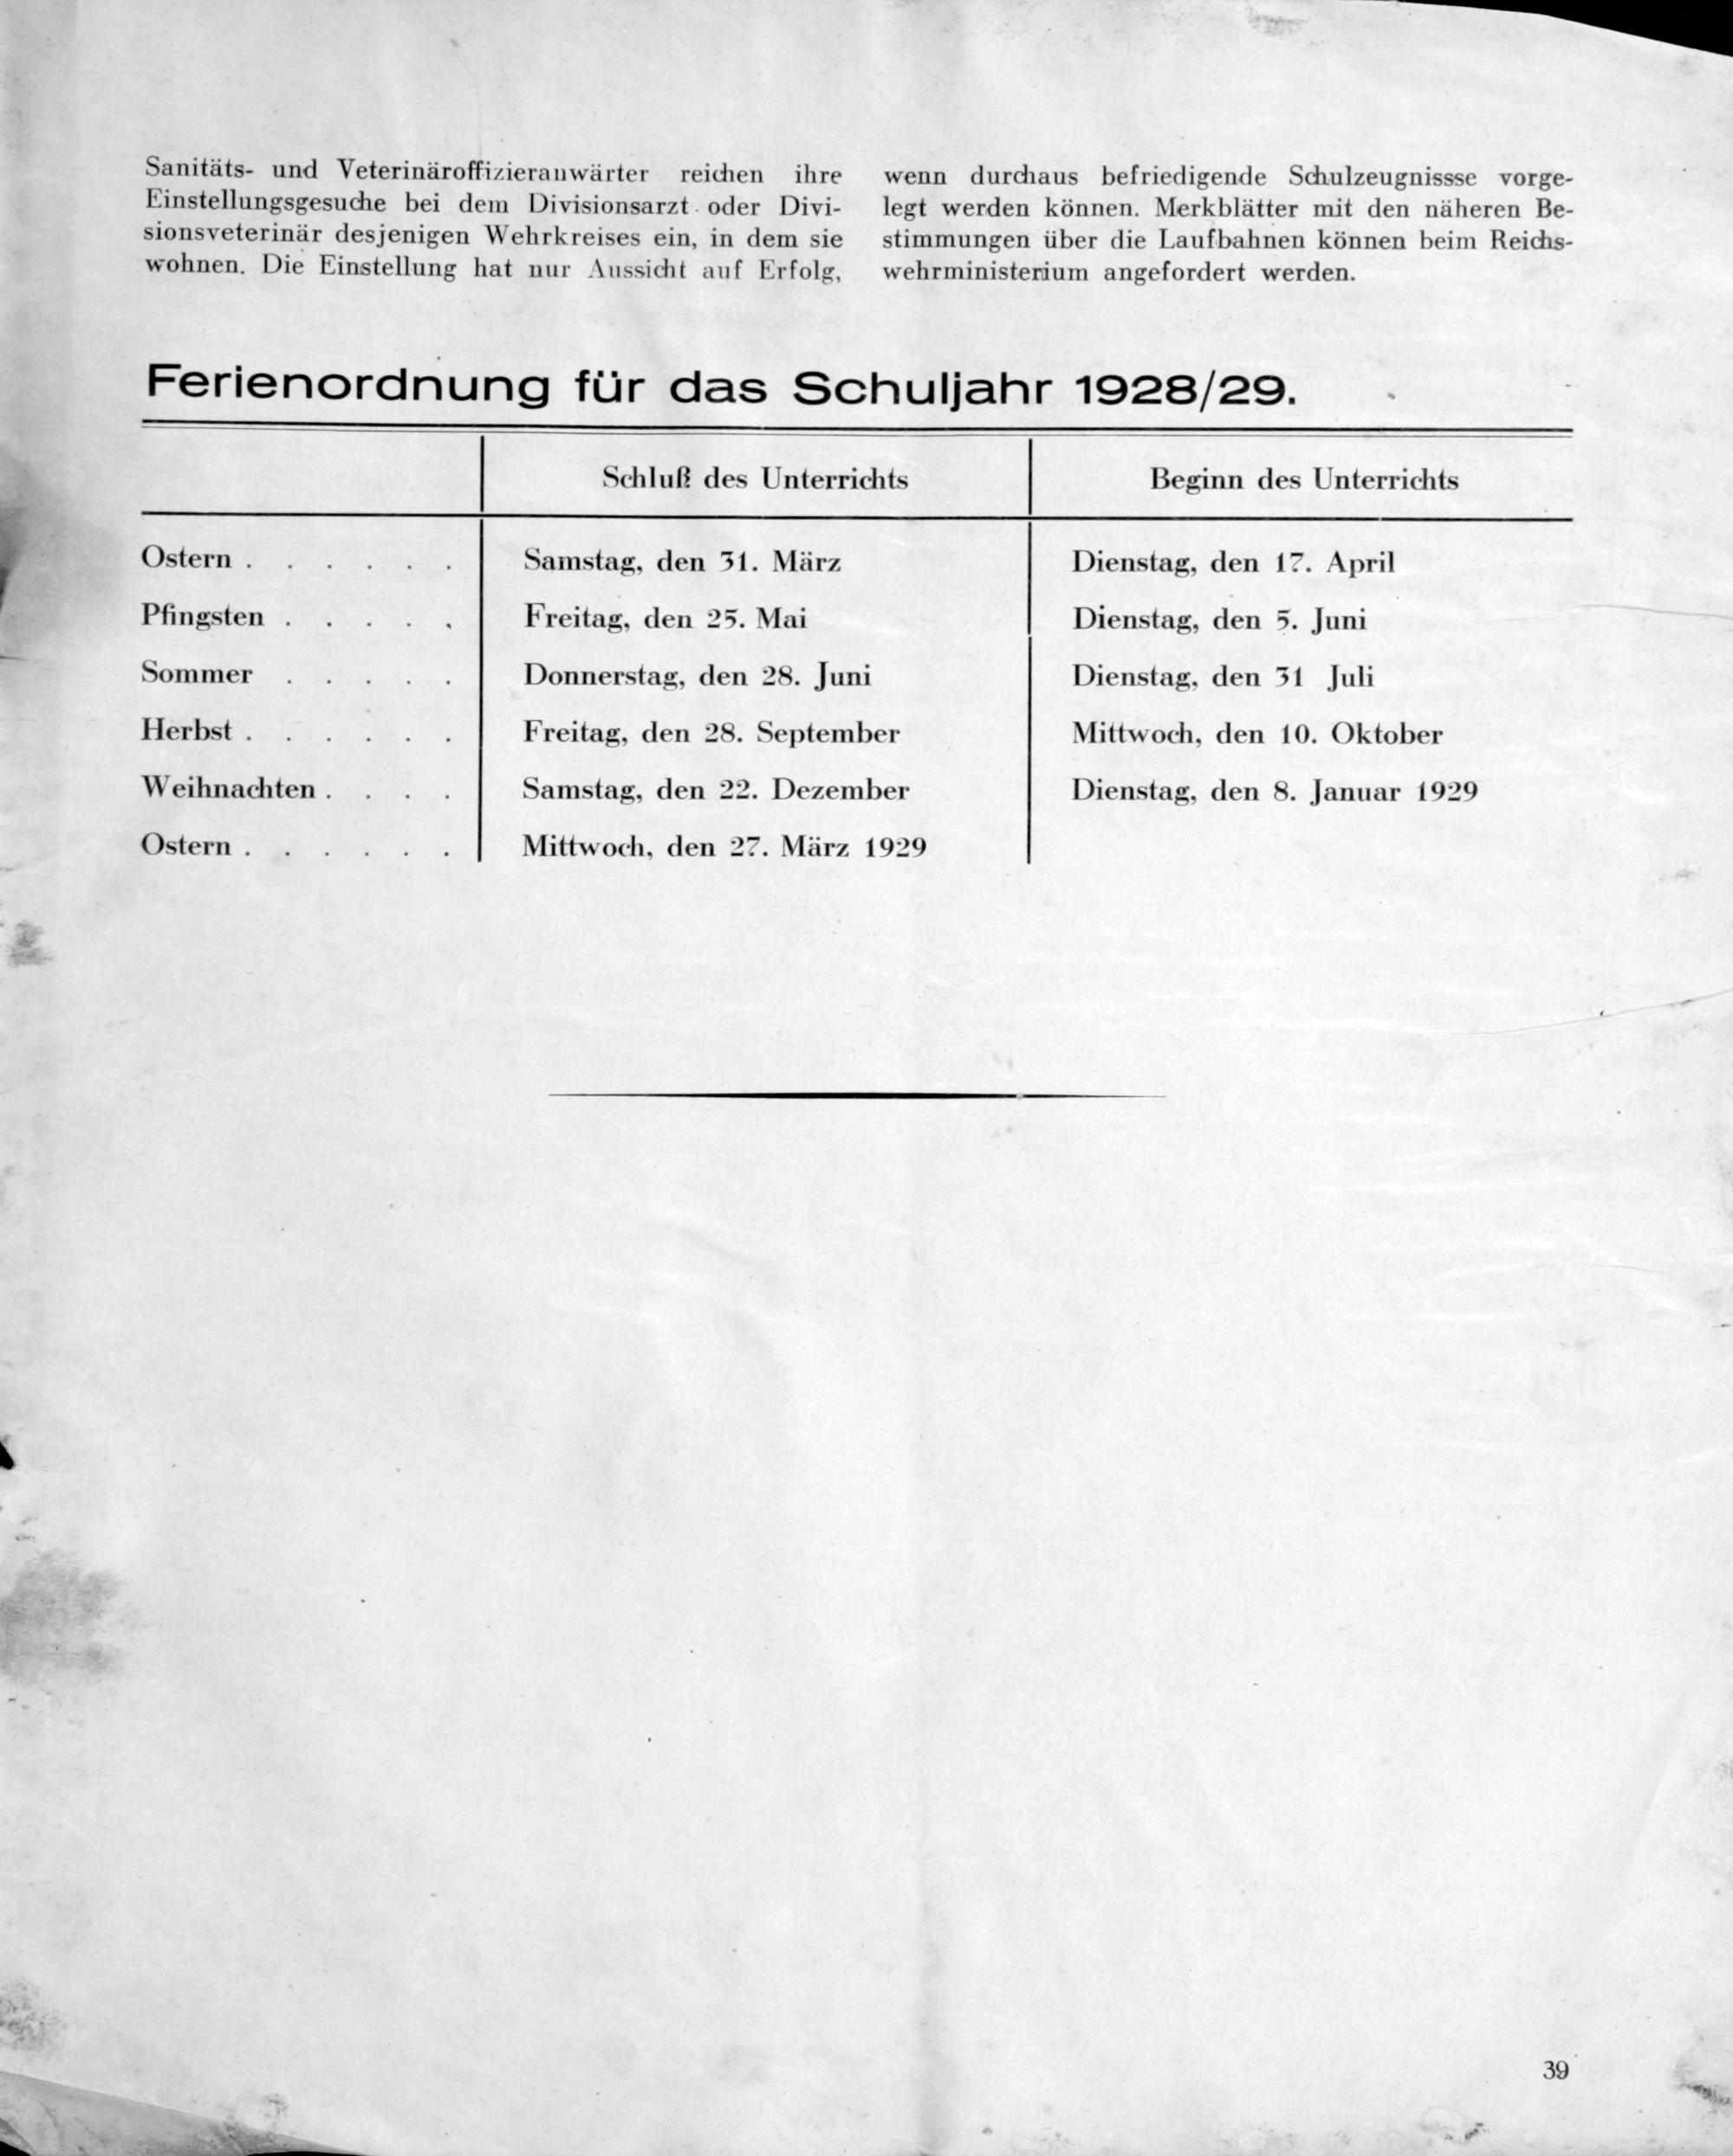 Sanitäts- und Veterinäroffizieranwärter reichen ihre
Einstellungsgesuche bei dem Divisionsarzt oder Divi-
sionsveterinär desjenigen Wehrkreises ein, in dem sie
wohnen. Die Einstellung hat nur Aussicht auf Erfolg,
wenn durchaus befriedigende Schulzeugnissse vorge-
legt werden können. Merkblätter mit den näheren Be-
stimmungen über die Laufbahnen können beim Reichs-
wehrministerium angefordert werden.
Ferienordnung für das Schuljahr 1928/29.
Schluß des Unterrichts Beginn des Unterrichts
Ostern . . . . . . Samstag, den 31. März Dienstag, den 17. April
Pfingsten . . . . . Freitag, den 25. Mai Dienstag, den 5. Juni
Sommer . . . . . Donnerstag, den 28. Juni Dienstag, den 31 Juli
Herbst . . . . . . Freitag, den 28. September Mittwoch, den 10. Oktober
Weihnachten . . . . Samstag, den 22. Dezember Dienstag, den 8. Januar 1929
Ostern . . . . . . Mittwoch, den 27. März 1929
39